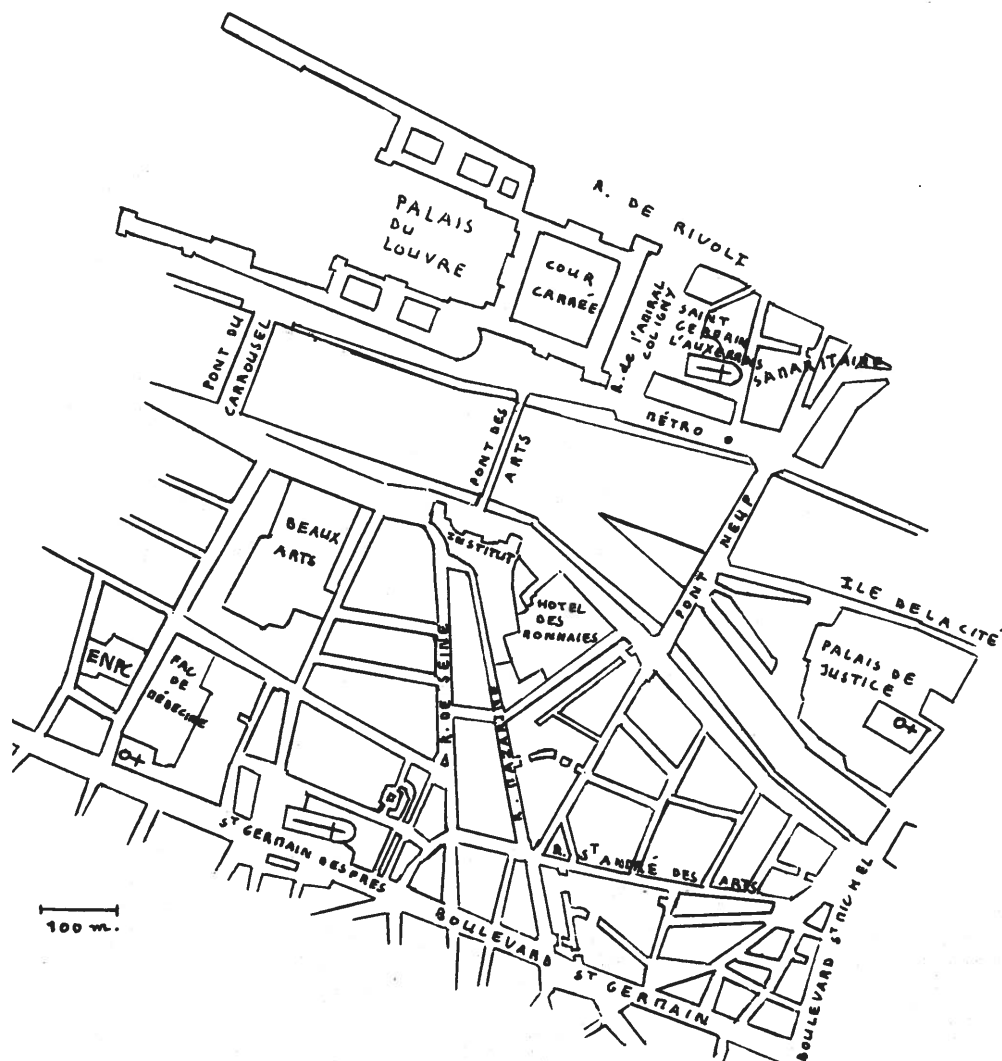 R. DE RIVOLI
PALAIS
DU
LOUVRE
COUR
CARRÉE
R. de l'AMIRAL
COLIGNY
SAINT
GERMAIN
L'AUXERROIS
SAMARITAINE
PONT DU
CARROUSEL
PONT DES
ARTS
MÉTRO
PONT NEUF
BEAUX
ARTS
INSTITUT
HOTEL
DES
MONNAIES
ILE DE LA CITÉ
PALAIS DE
JUSTICE
ENPC
FAC
DE
MÉDECINE
R. DE SEINE
R. MAZARINE
ST GERMAIN DES PRES
R. ST ANDRÉ DES ARTS
BOULEVARD ST GERMAIN
BOULEVARD ST MICHEL
100 m.